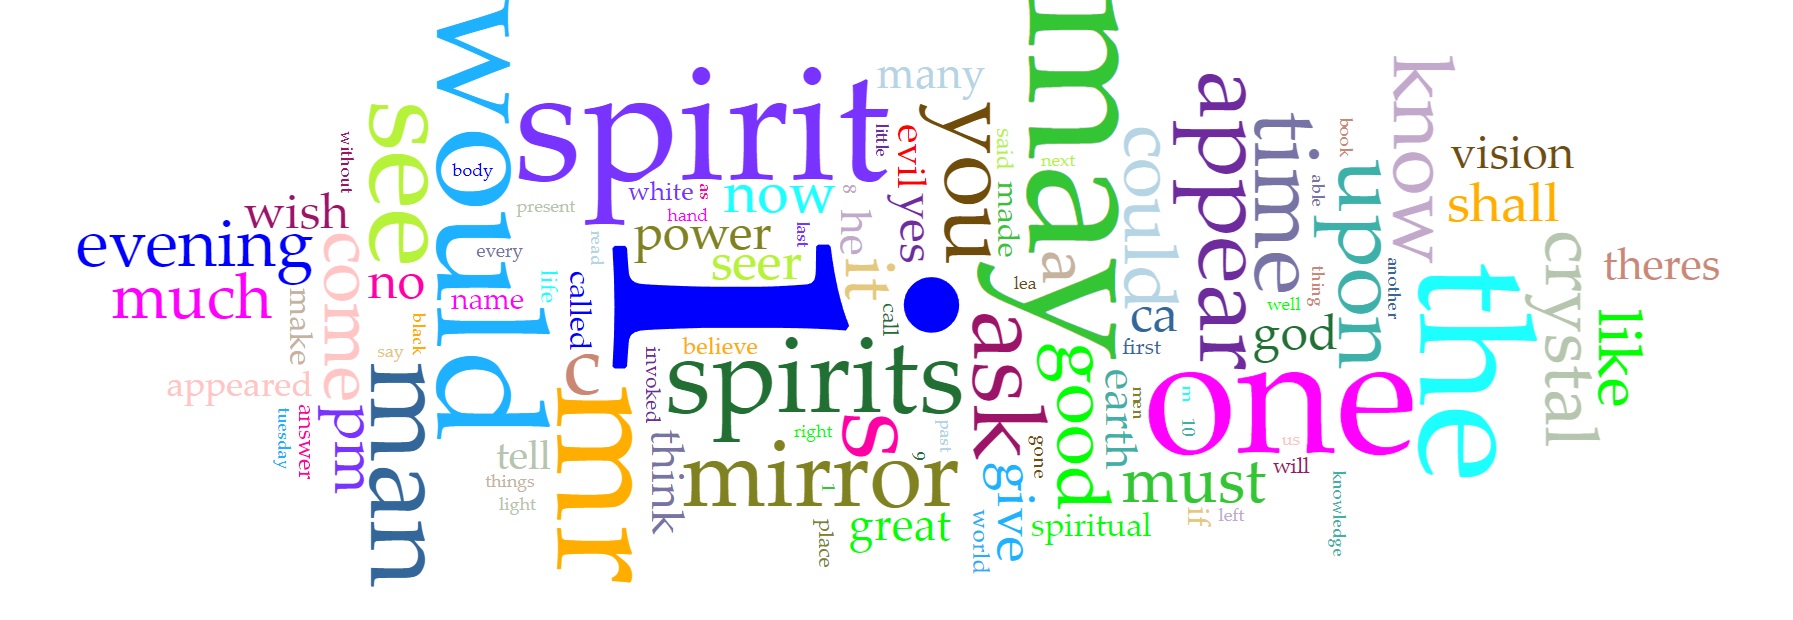 would
may
spirit
many
know
see
you
appear
time
book
little
evil
said
could
without
body
next
vision
upon
white
as
now
8
he
yes
made
able
shall
wish
present
hand
evening
come
every
read
power
last
seer
it
a
thing
another
the
crystal
theres
no
much
make
name
life
called
I
.
call
lea
ca
well
god
like
black
say
c
invoked
believe
spirits
ask
good
first
earth
men
one
m
10
us
appeared
man
mr
s
right
past
tuesday
answer
pm
tell
think
mirror
9
1
gone
give
must
will
things
light
place
great
world
spiritual
if
left
knowledge